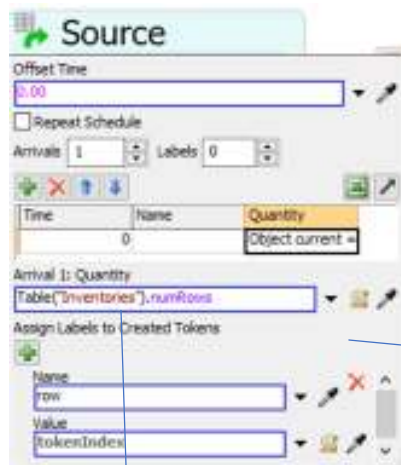 Source
Offset Time
0.00
Repeat Schedule
Arrivals 1 Labels 0
Time Name Quantity
0 Object current =
Arrival 1: Quantity
Table("Inventories").numRows
Assign Labels to Created Tokens
Name
row
Value
tokenIndex